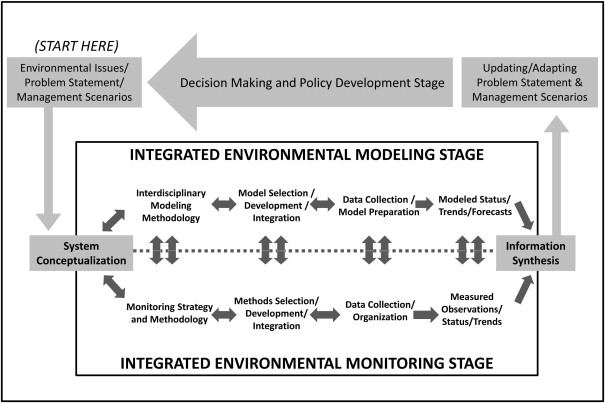 (START HERE)
Environmental Issues/
Problem Statement/
Management Scenarios
Decision Making and Policy Development Stage
Updating/Adapting
Problem Statement &
Management Scenarios
INTEGRATED ENVIRONMENTAL MODELING STAGE
Interdisciplinary
Modeling
Methodology
Model Selection /
Development /
Integration
Data Collection /
Model Preparation
Modeled Status/
Trends/Forecasts
System
Conceptualization
Information
Synthesis
Monitoring Strategy
and Methodology
Methods Selection/
Development/
Integration
Data Collection/
Organization
Measured
Observations/
Status/Trends
INTEGRATED ENVIRONMENTAL MONITORING STAGE